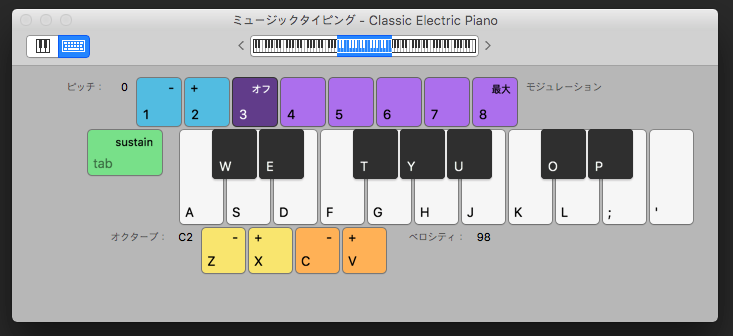 ミュージックタイピング – Classic Electric Piano
ピッチ： 0 - 1 + 2 オフ 3 4 5 6 7 最大 8 モジュレーション
sustain
tab
W E T Y U O P
A S D F G H J K L ; '
オクターブ： C2 - Z + X - C + V ベロシティ： 98